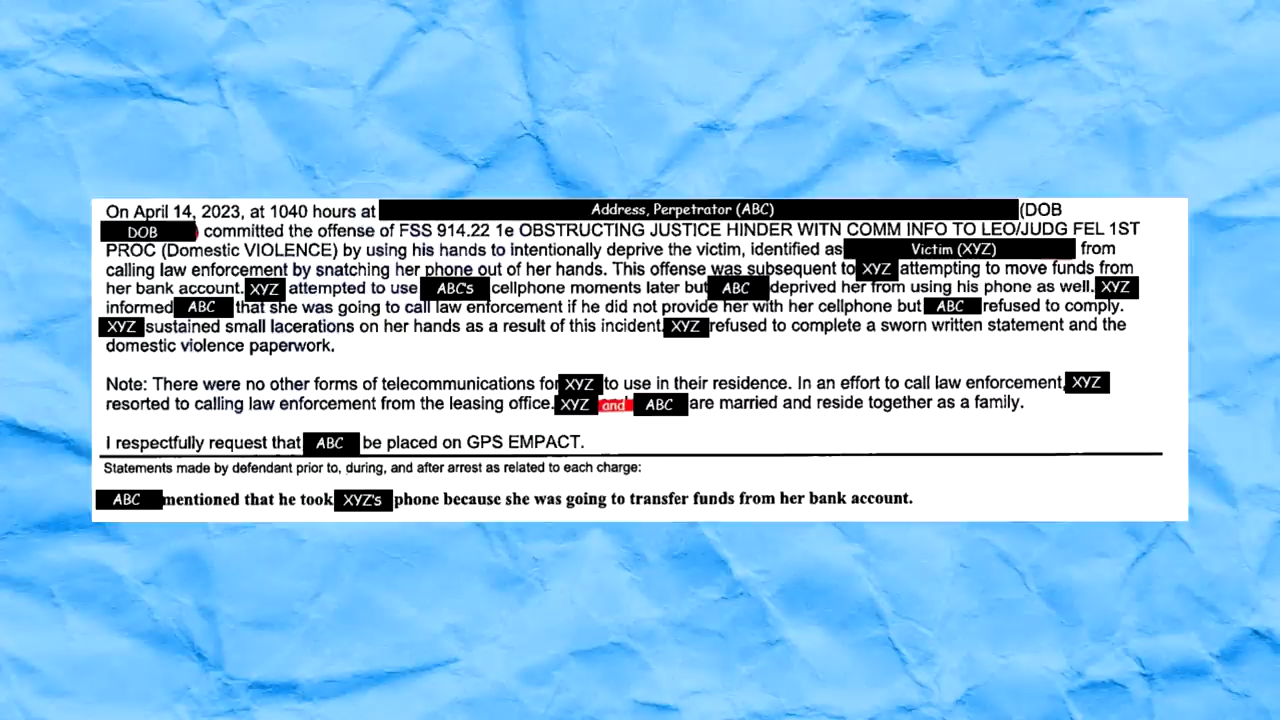 On April 14, 2023, at 1040 hours at Address, Perpetrator (ABC) (DOB
DOB ) committed the offense of FSS 914.22 1e OBSTRUCTING JUSTICE HINDER WITN COMM INFO TO LEO/JUDG FEL 1ST
PROC (Domestic VIOLENCE) by using his hands to intentionally deprive the victim, identified as Victim (XYZ) from
calling law enforcement by snatching her phone out of her hands. This offense was subsequent to XYZ attempting to move funds from
her bank account. XYZ attempted to use ABC's cellphone moments later but ABC deprived her from using his phone as well. XYZ
informed ABC that she was going to call law enforcement if he did not provide her with her cellphone but ABC refused to comply.
XYZ sustained small lacerations on her hands as a result of this incident. XYZ refused to complete a sworn written statement and the
domestic violence paperwork.
Note: There were no other forms of telecommunications for XYZ to use in their residence. In an effort to call law enforcement, XYZ
resorted to calling law enforcement from the leasing office. XYZ and ABC are married and reside together as a family.
I respectfully request that ABC be placed on GPS EMPACT.
Statements made by defendant prior to, during, and after arrest as related to each charge:
ABC mentioned that he took XYZ's phone because she was going to transfer funds from her bank account.